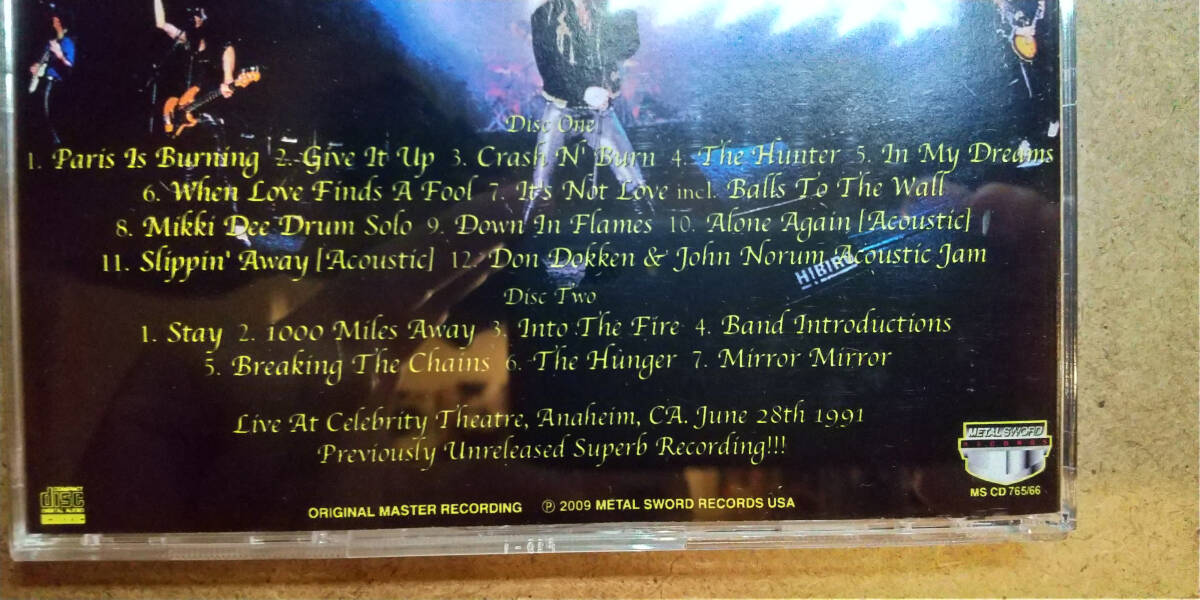 Disc One
1. Paris Is Burning 2. Give It Up 3. Crash N' Burn 4. The Hunter 5. In My Dreams
6. When Love Finds A Fool 7. It's Not Love incl. Balls To The Wall
8. Mikki Dee Drum Solo 9. Down In Flames 10. Alone Again [Acoustic]
11. Slippin' Away [Acoustic] 12. Don Dokken & John Norum Acoustic Jam
Disc Two
1. Stay 2. 1000 Miles Away 3. Into The Fire 4. Band Introductions
5. Breaking The Chains 6. The Hunger 7. Mirror Mirror
Live At Celebrity Theatre, Anaheim, CA. June 28th 1991
Previously Unreleased Superb Recording!!!
METAL SWORD
RECORDS
MS CD 765/66
COMPACT
disc
DIGITAL AUDIO
ORIGINAL MASTER RECORDING ℗ 2009 METAL SWORD RECORDS USA